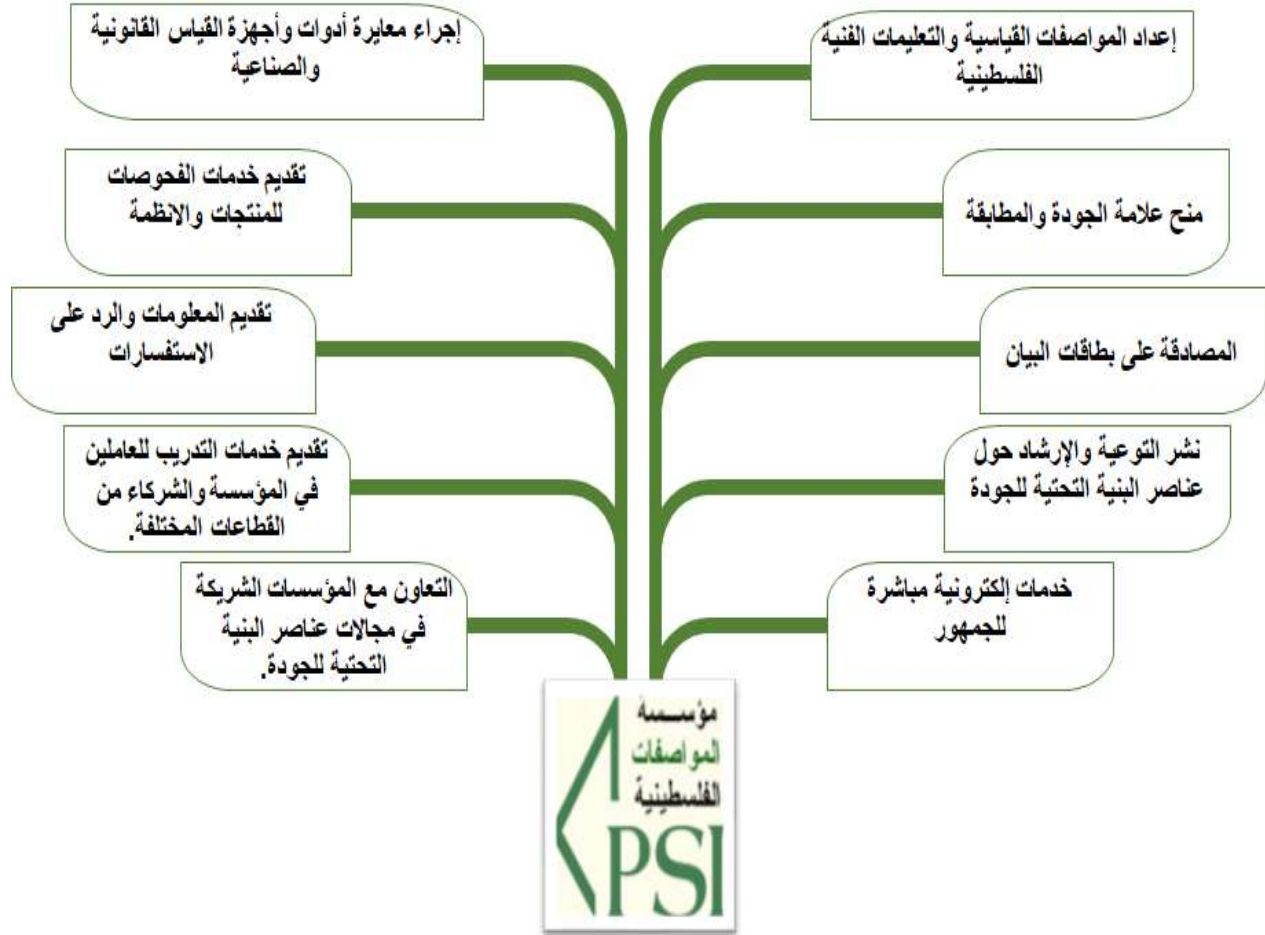 إعداد المواصفات القياسية والتعليمات الفنية
الفلسطينية
إجراء معايرة أدوات وأجهزة القياس القانونية
والصناعية
منح علامة الجودة والمطابقة
تقديم خدمات الفحوصات
للمنتجات والانظمة
المصادقة على بطاقات البيان
تقديم المعلومات والرد على
الاستفسارات
نشر التوعية والإرشاد حول
عناصر البنية التحتية للجودة
تقديم خدمات التدريب للعاملين
في المؤسسة والشركاء من
القطاعات المختلفة.
خدمات إلكترونية مباشرة
للجمهور
التعاون مع المؤسسات الشريكة
في مجالات عناصر البنية
التحتية للجودة.
مؤسسة
المواصفات
الفلسطينية
PSI